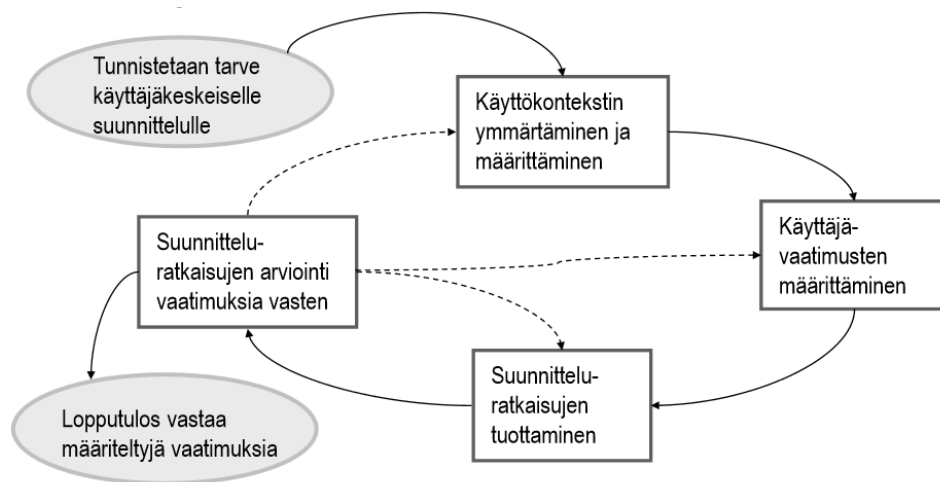 Tunnistetaan tarve
käyttäjäkeskeiselle
suunnittelulle
Käyttökontekstin
ymmärtäminen ja
määrittäminen
Käyttäjä-
vaatimusten
määrittäminen
Suunnittelu-
ratkaisujen
tuottaminen
Suunnittelu-
ratkaisujen arviointi
vaatimuksia vasten
Lopputulos vastaa
määriteltyjä vaatimuksia